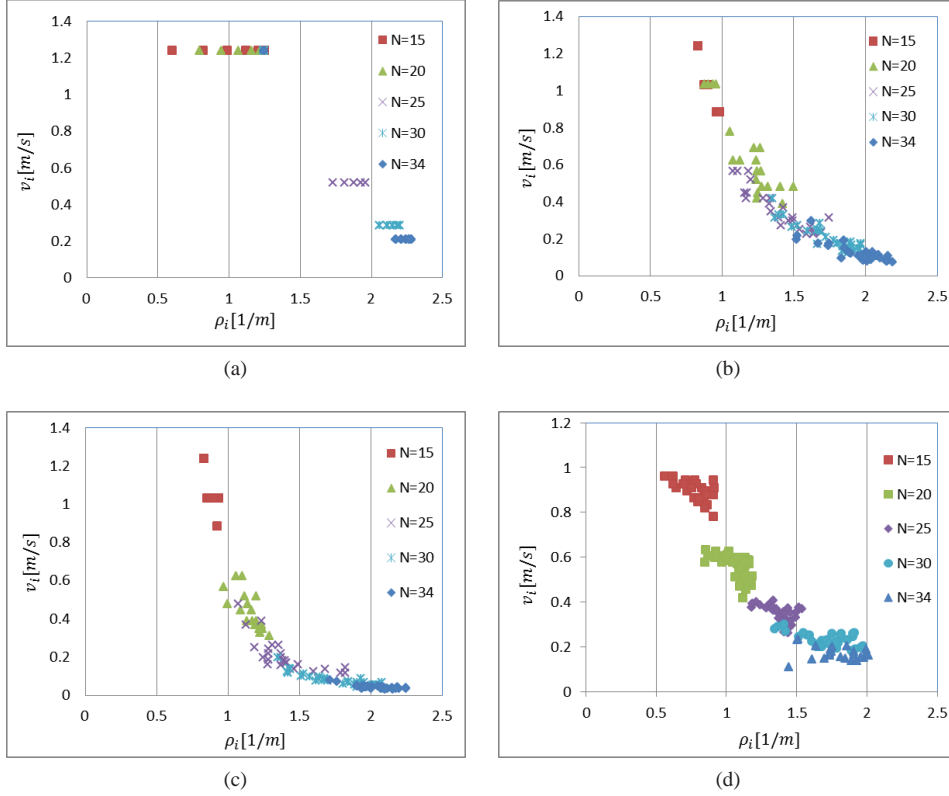 1.4
1.2
1
0.8
0.6
0.4
0.2
0
0
0.5
1
1.5
2
2.5
v_i[m/s]
ρ_i[1/m]
N=15
N=20
N=25
N=30
N=34
(a)
1.4
1.2
1
0.8
0.6
0.4
0.2
0
0
0.5
1
1.5
2
2.5
v_i[m/s]
ρ_i[1/m]
N=15
N=20
N=25
N=30
N=34
(b)
1.4
1.2
1
0.8
0.6
0.4
0.2
0
0
0.5
1
1.5
2
2.5
v_i[m/s]
ρ_i[1/m]
N=15
N=20
N=25
N=30
N=34
(c)
1.2
1
0.8
0.6
0.4
0.2
0
0
0.5
1
1.5
2
2.5
v_i[m/s]
ρ_i[1/m]
N=15
N=20
N=25
N=30
N=34
(d)